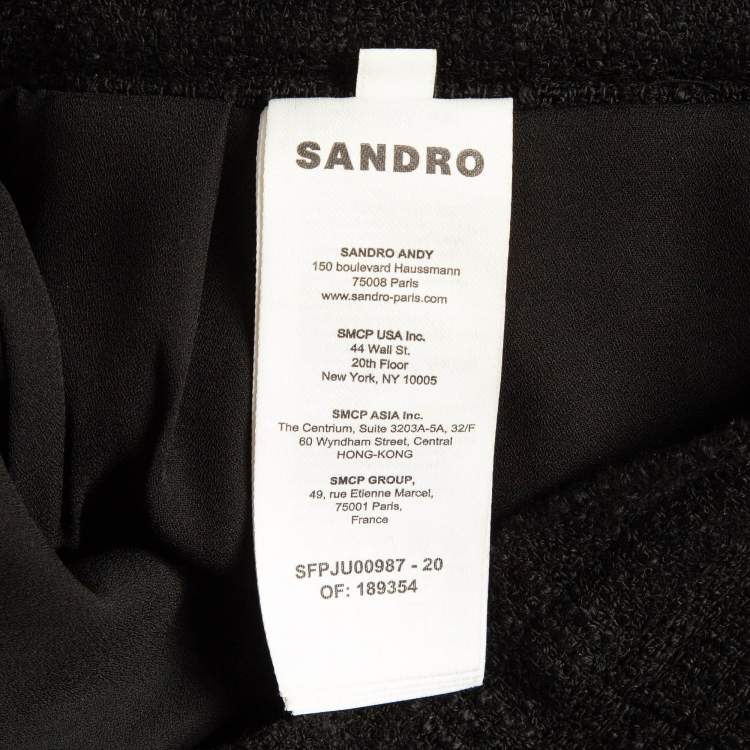 SANDRO
SANDRO ANDY
150 boulevard Haussmann
75008 Paris
www.sandro-paris.com
SMCP USA Inc.
44 Wall St.
20th Floor
New York, NY 10005
SMCP ASIA Inc.
The Centrium, Suite 3203A-5A, 32/F
60 Wyndham Street, Central
HONG-KONG
SMCP GROUP,
49, rue Etienne Marcel,
75001 Paris,
France
SFPJU00987 - 20
OF: 189354